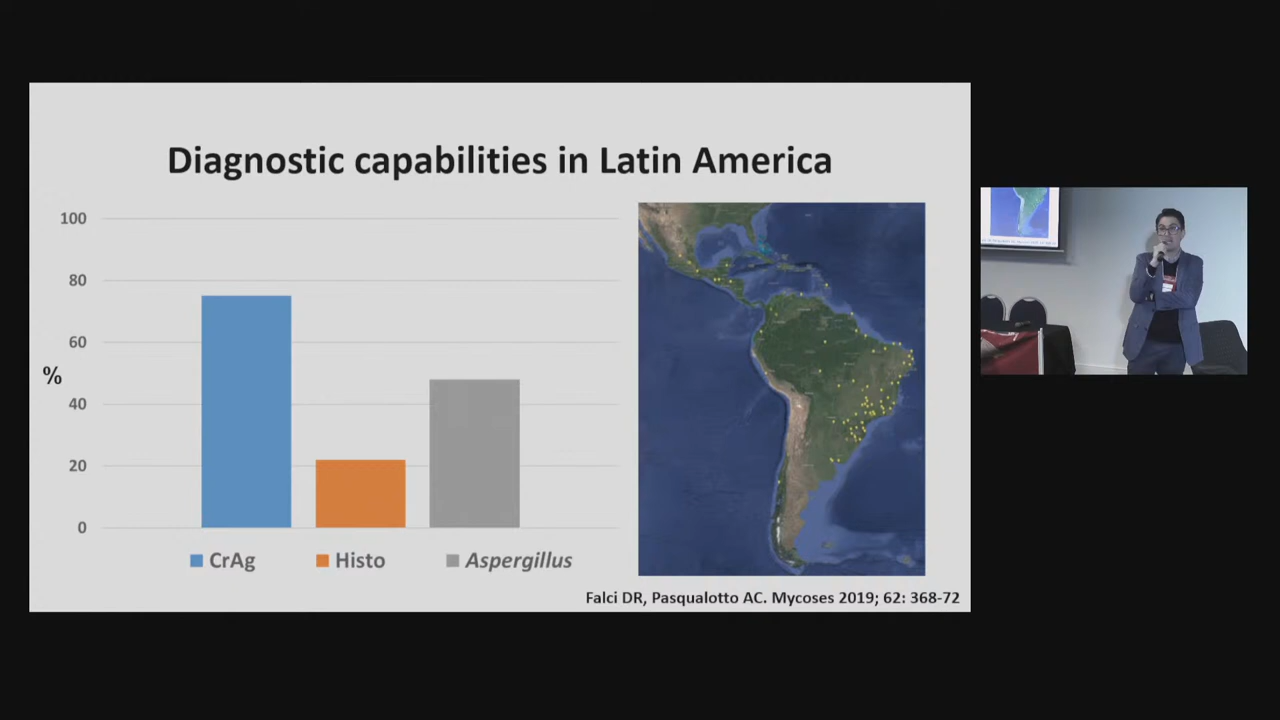 Diagnostic capabilities in Latin America
100
80
60
%
40
20
0
CrAg
Histo
Aspergillus
Falci DR, Pasqualotto AC. Mycoses 2019; 62: 368-72